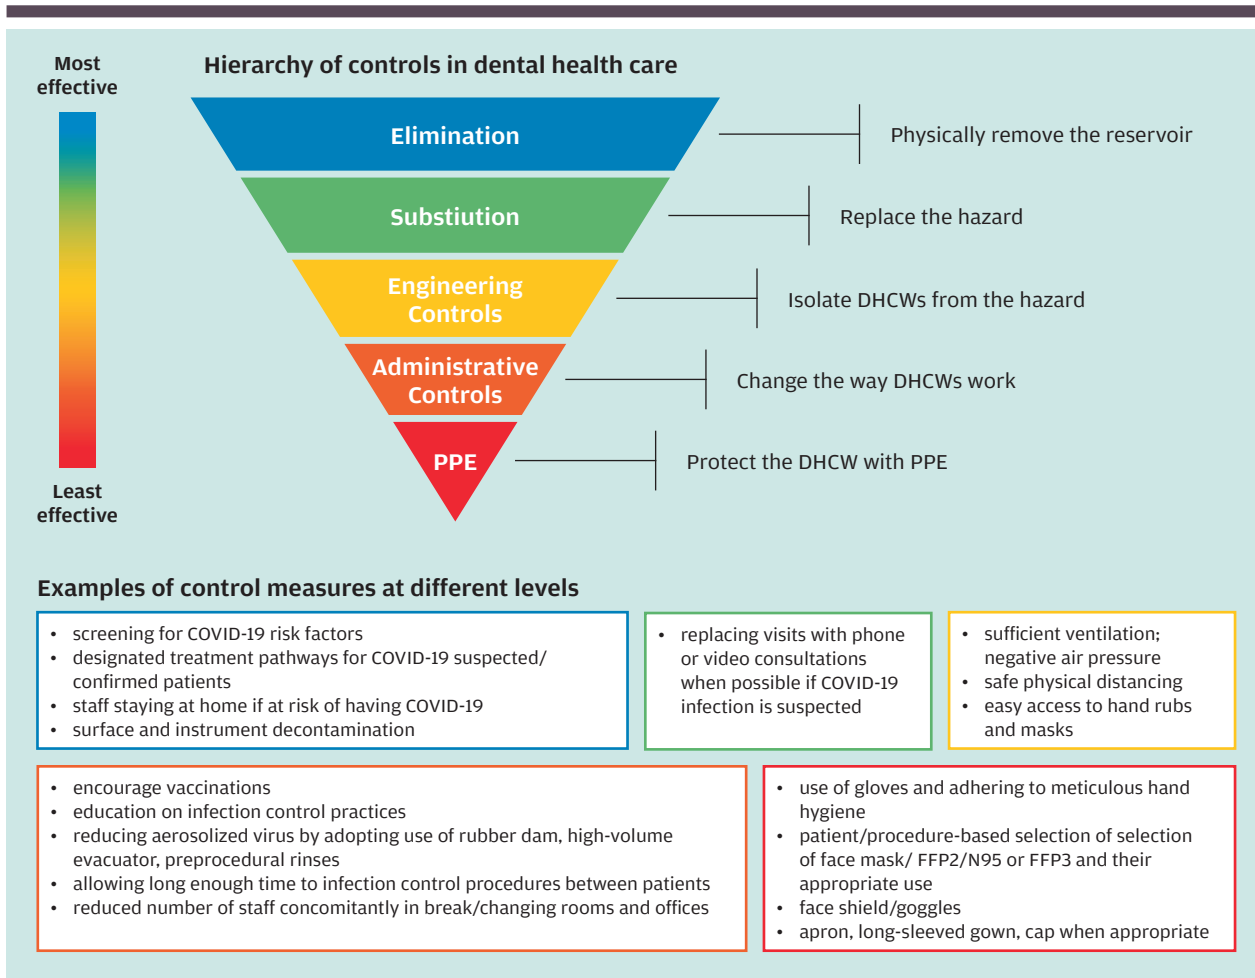 Most
effective
Hierarchy of controls in dental health care
Elimination
Physically remove the reservoir
Substiution
Replace the hazard
Engineering
Controls
Isolate DHCWs from the hazard
Administrative
Controls
Change the way DHCWs work
PPE
Protect the DHCW with PPE
Least
effective
Examples of control measures at different levels
• screening for COVID-19 risk factors
• designated treatment pathways for COVID-19 suspected/
confirmed patients
• staff staying at home if at risk of having COVID-19
• surface and instrument decontamination
• replacing visits with phone
or video consultations
when possible if COVID-19
infection is suspected
• sufficient ventilation;
negative air pressure
• safe physical distancing
• easy access to hand rubs
and masks
• encourage vaccinations
• education on infection control practices
• reducing aerosolized virus by adopting use of rubber dam, high-volume
evacuator, preprocedural rinses
• allowing long enough time to infection control procedures between patients
• reduced number of staff concomitantly in break/changing rooms and offices
• use of gloves and adhering to meticulous hand
hygiene
• patient/procedure-based selection of selection
of face mask/ FFP2/N95 or FFP3 and their
appropriate use
• face shield/goggles
• apron, long-sleeved gown, cap when appropriate